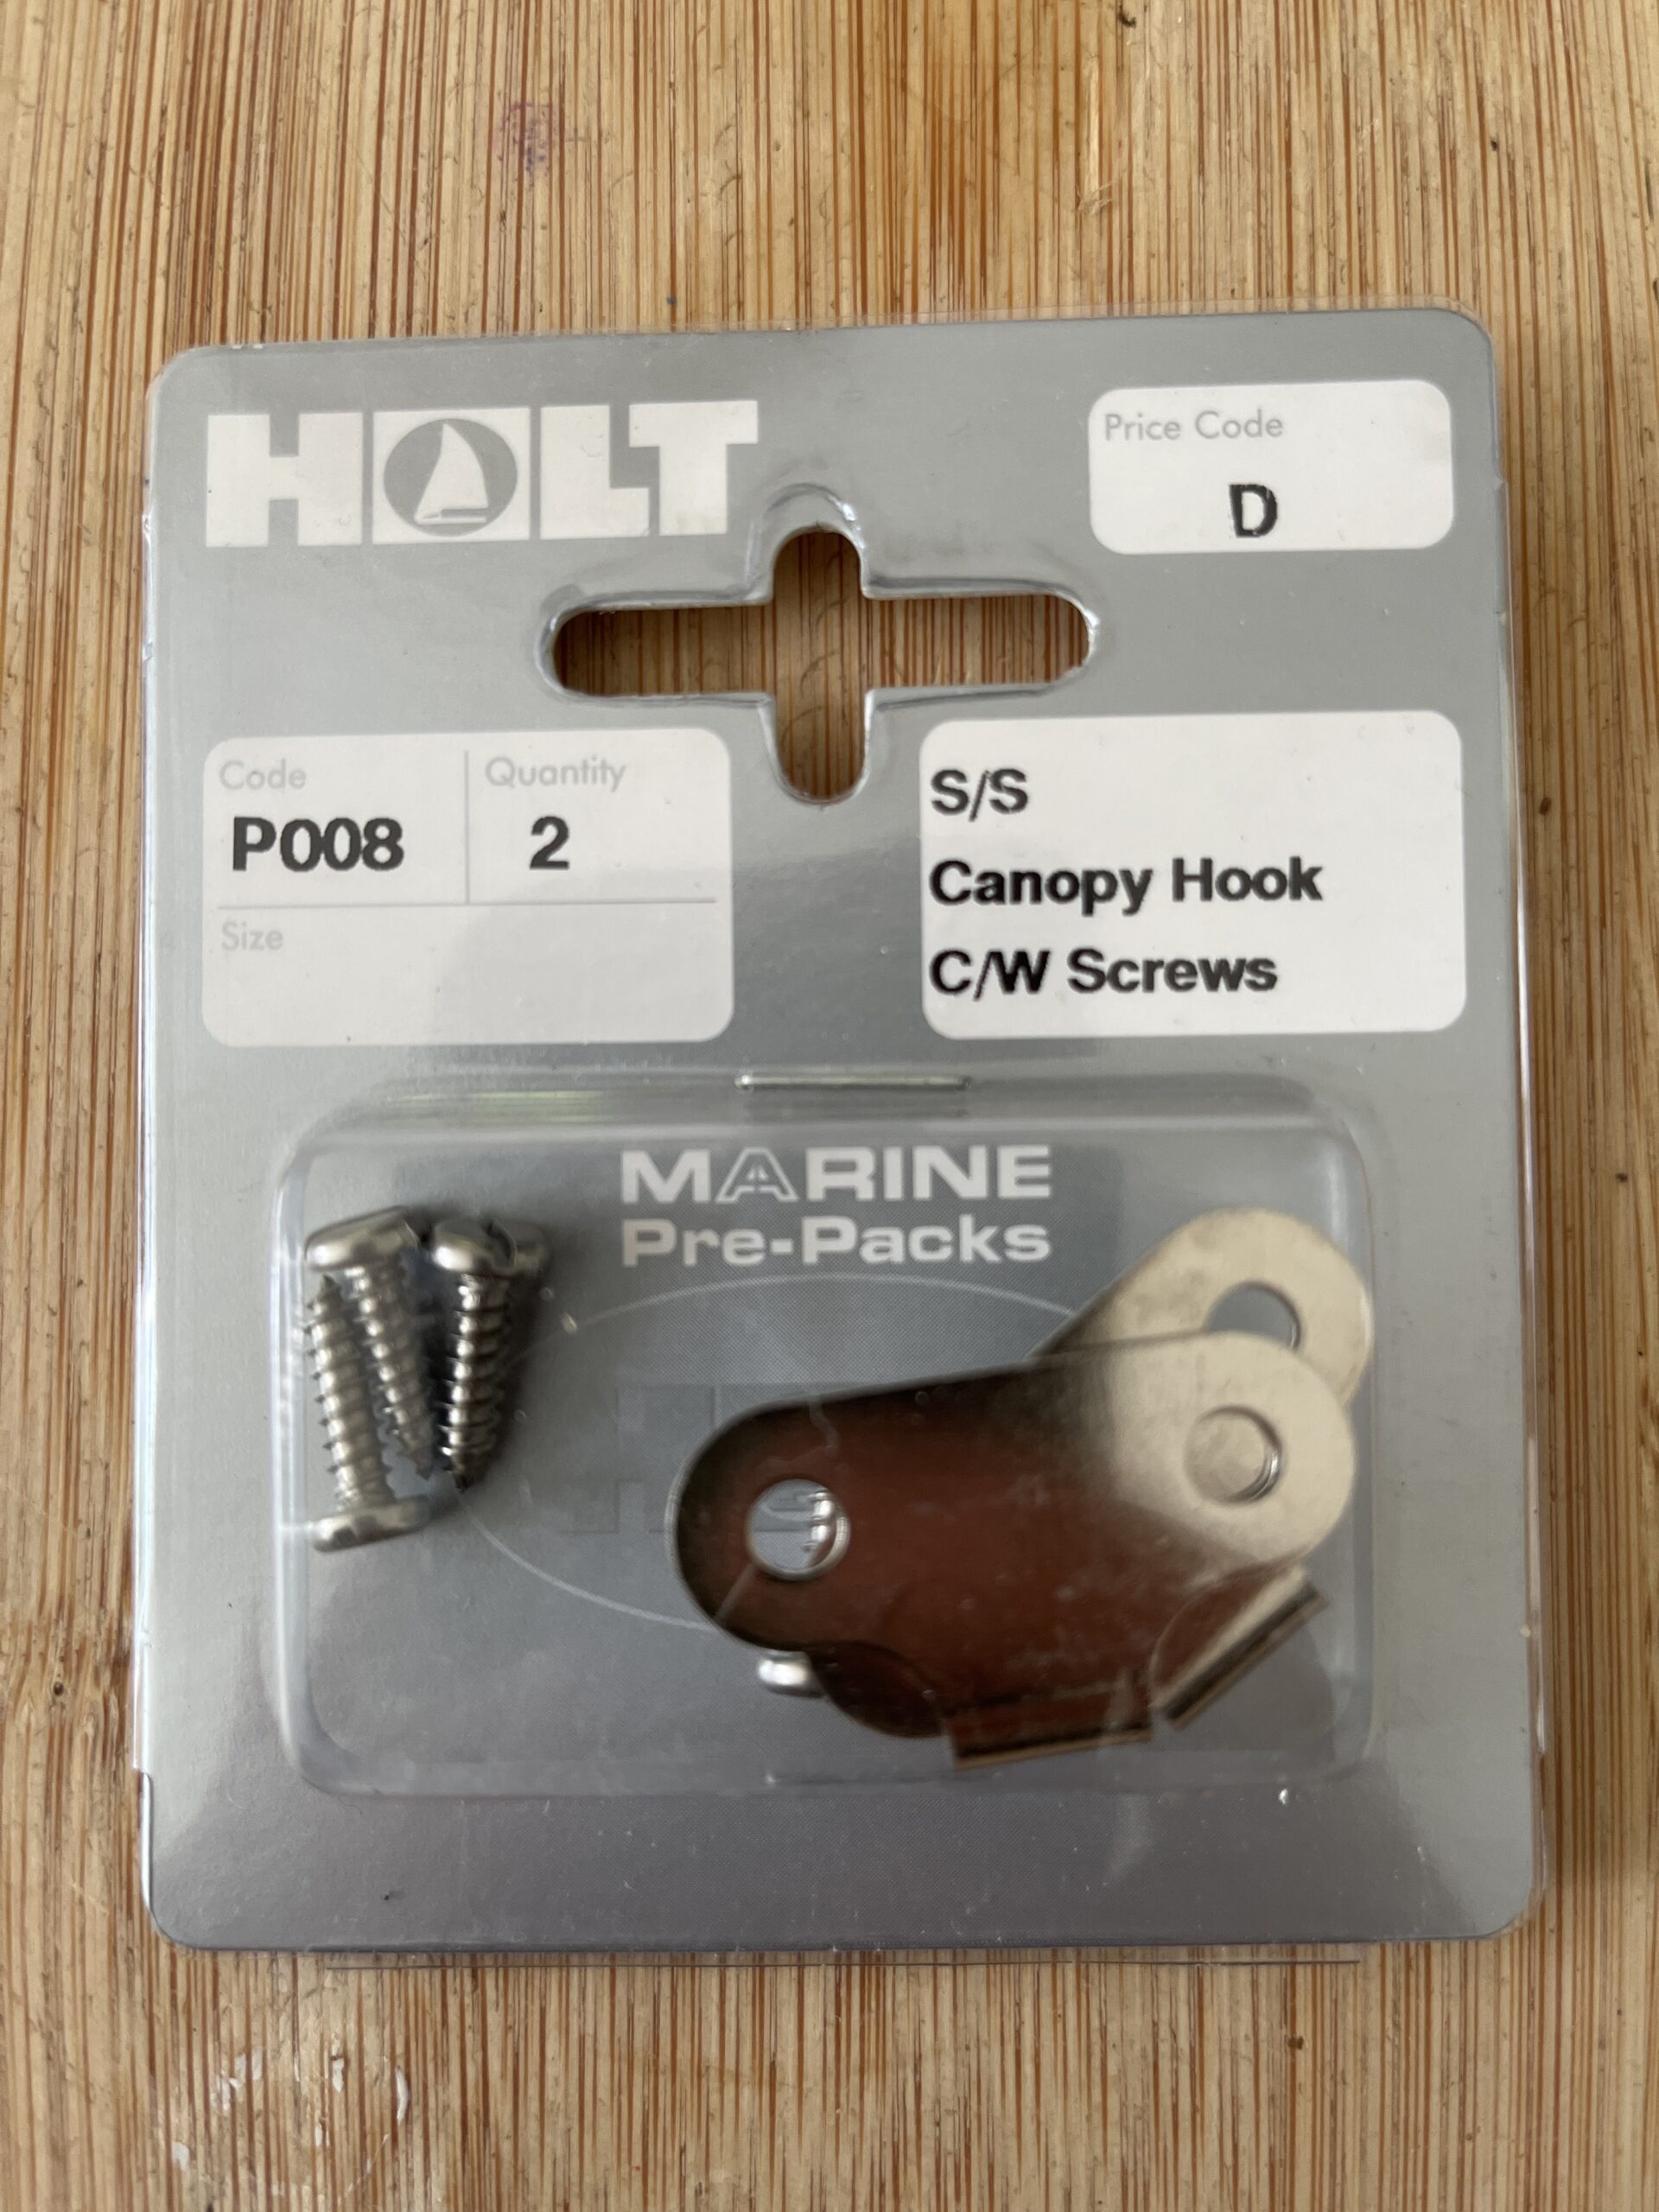 HOLT
Price Code
D
Code
P008
Quantity
2
Size
S/S
Canopy Hook
C/W Screws
MARINE
Pre-Packs